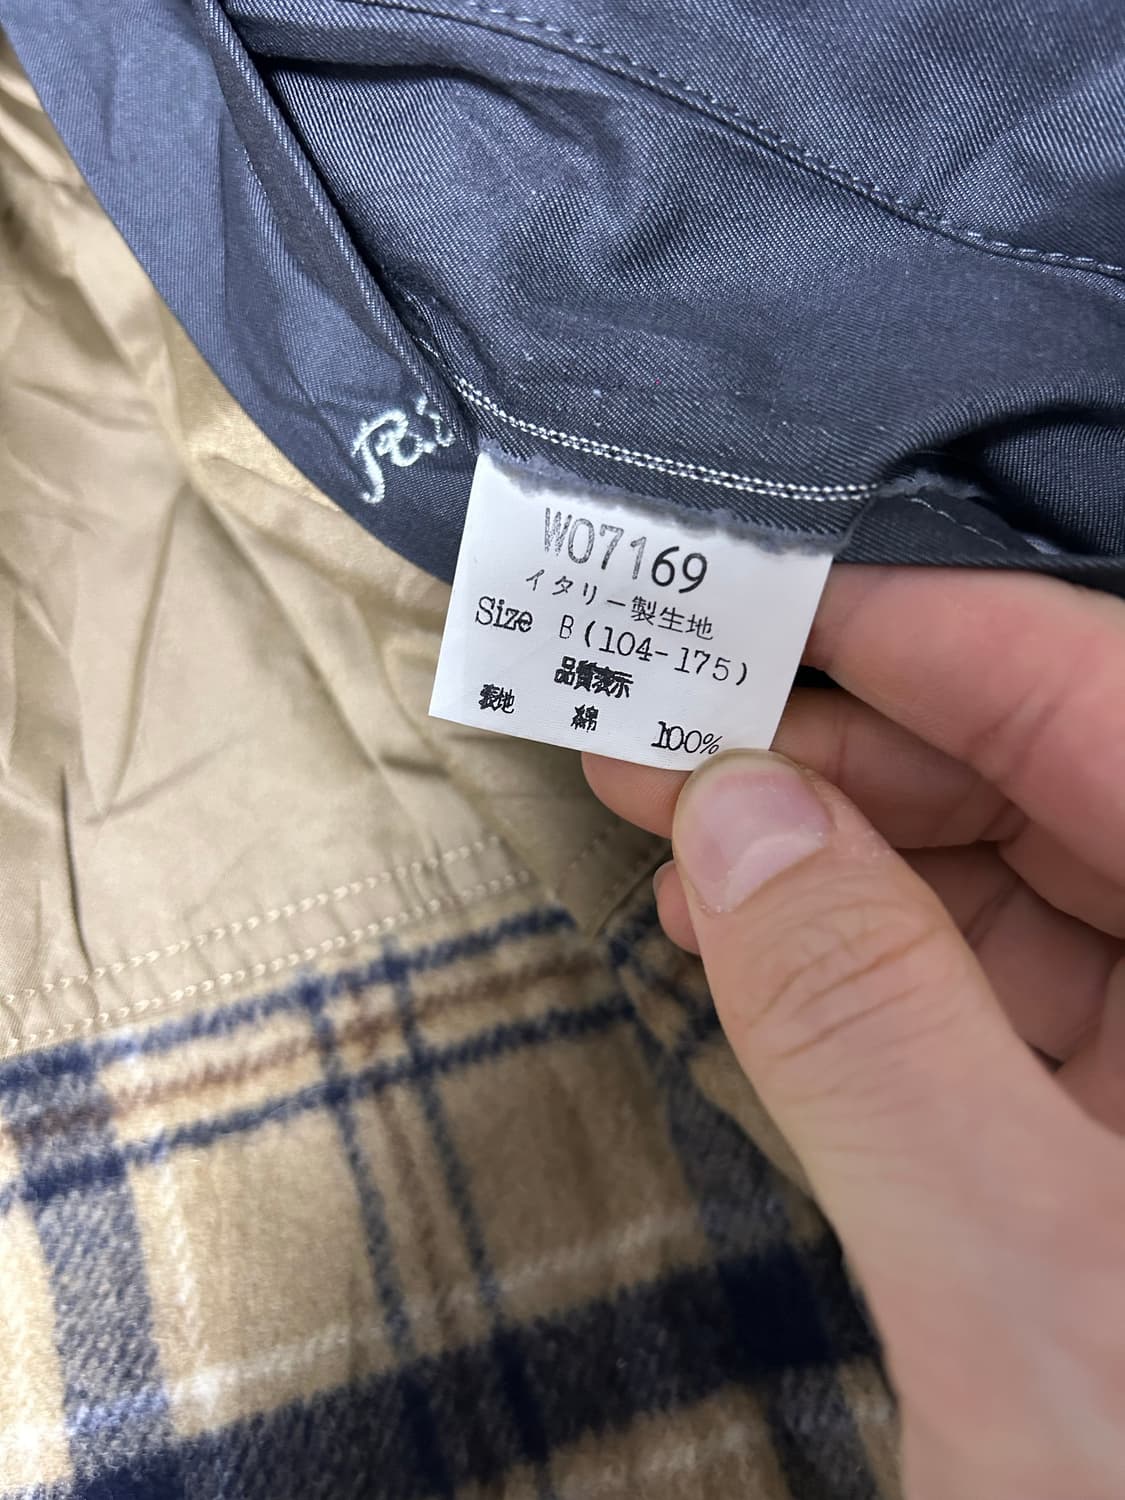 W07169
イタリー製生地
Size B(104-175)
品質表示
表地 綿 100%